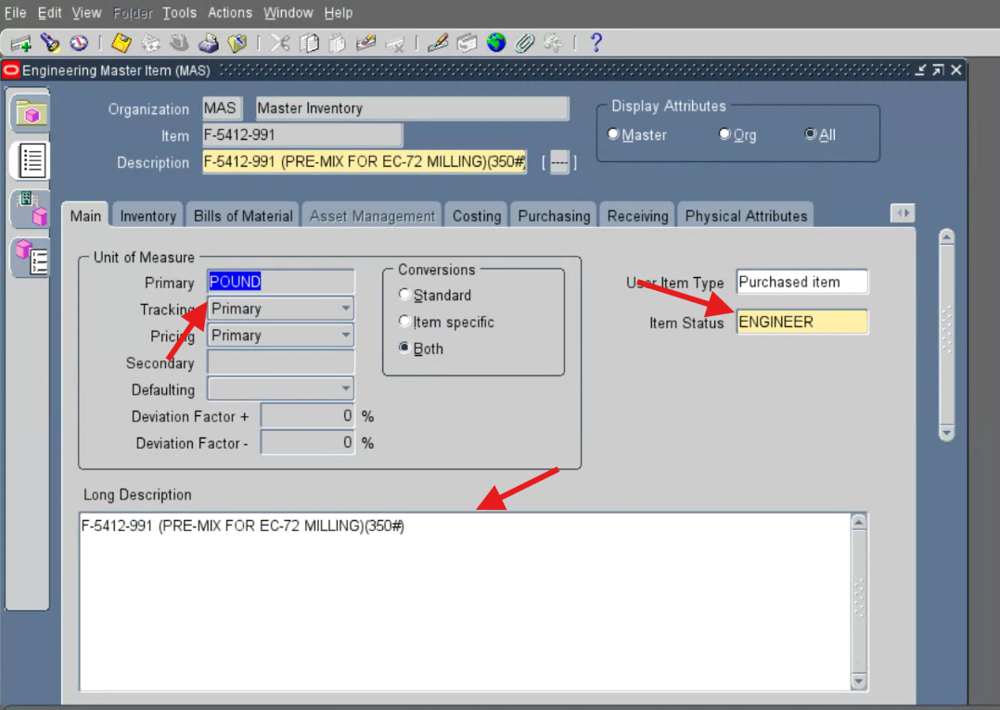 File Edit View Folder Tools Actions Window Help
Engineering Master Item (MAS)
Organization MAS Master Inventory
Item F-5412-991
Description F-5412-991 (PRE-MIX FOR EC-72 MILLING)(350# [ ---- ]
Display Attributes
Master Org All
Main Inventory Bills of Material Asset Management Costing Purchasing Receiving Physical Attributes
Unit of Measure
Primary POUND
Tracking Primary
Pricing Primary
Secondary
Defaulting
Deviation Factor + 0 %
Deviation Factor - 0 %
Conversions
Standard
Item specific
Both
User Item Type Purchased item
Item Status ENGINEER
Long Description
F-5412-991 (PRE-MIX FOR EC-72 MILLING)(350#)